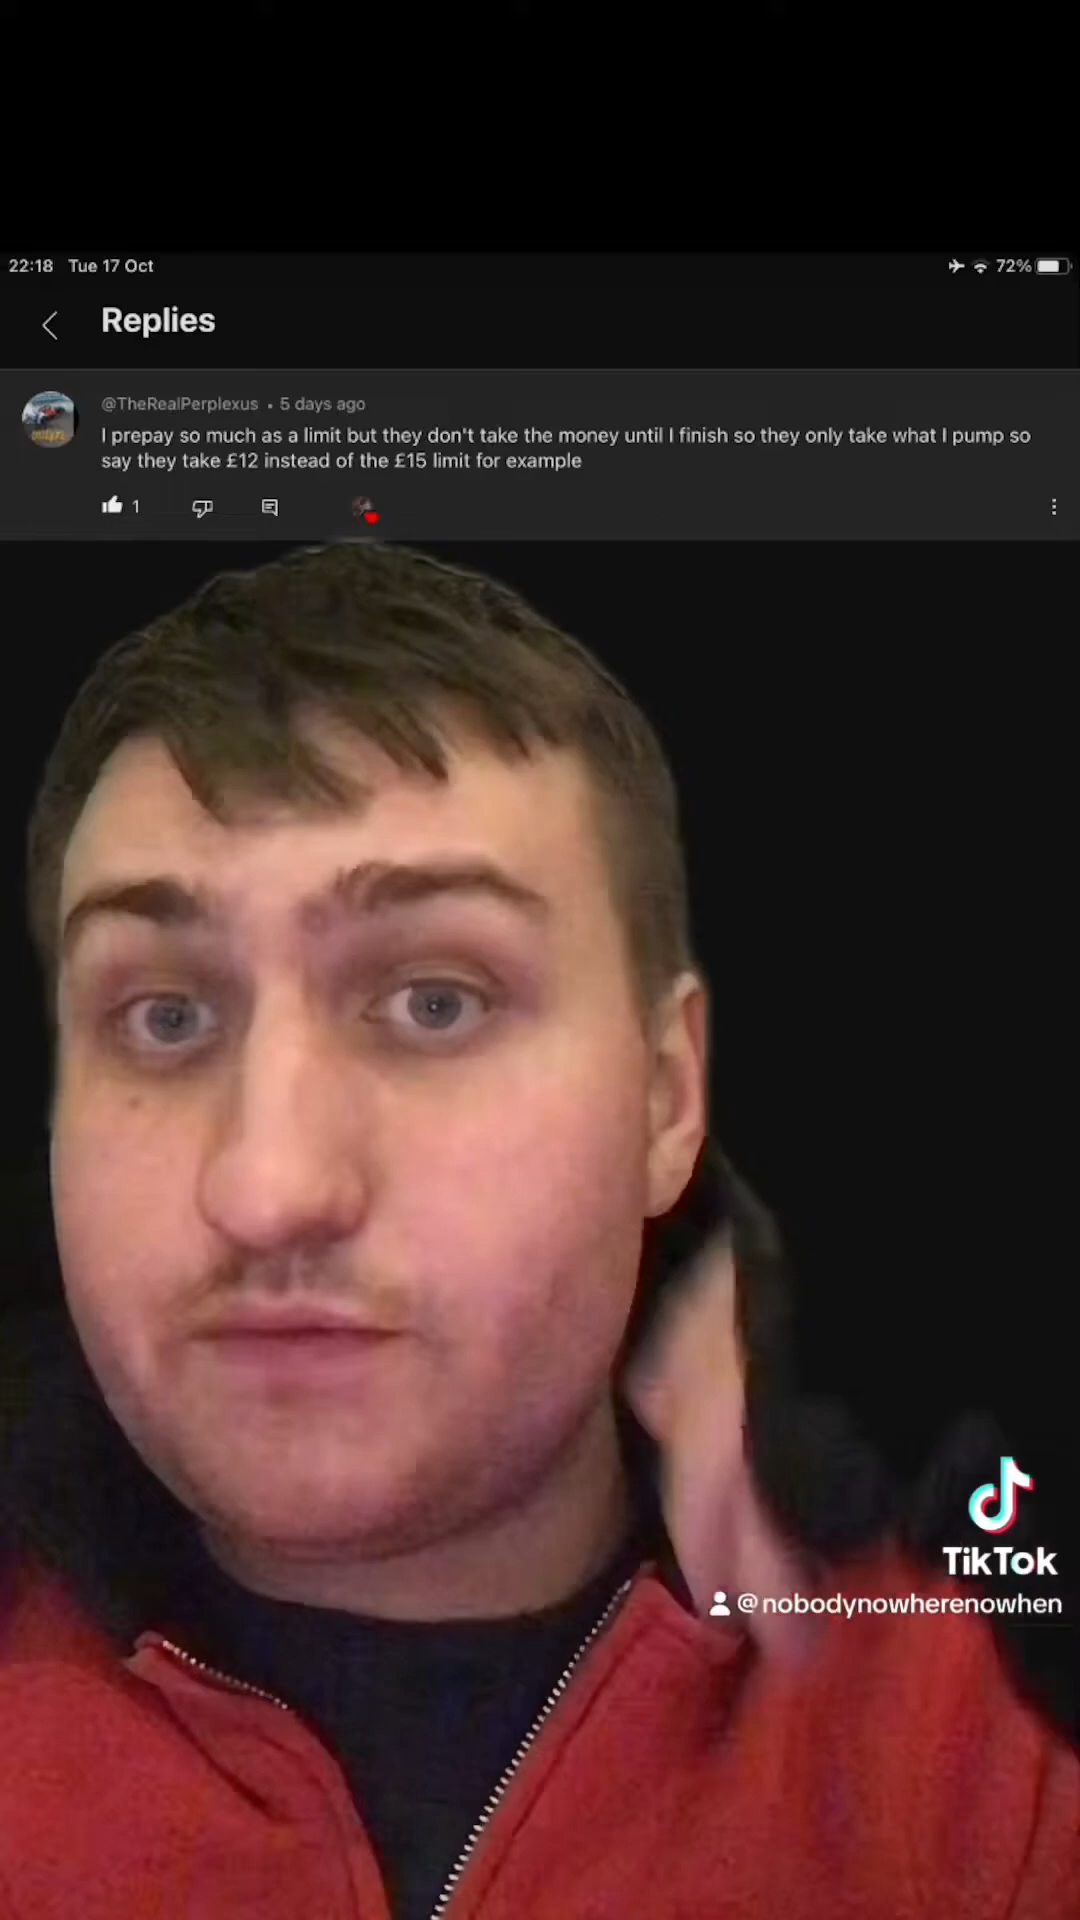 22:18 Tue 17 Oct
72%
Replies
@TheRealPerplexus • 5 days ago
I prepay so much as a limit but they don't take the money until I finish so they only take what I pump so
say they take £12 instead of the £15 limit for example
1
TikTok
@nobodynowherenowhen